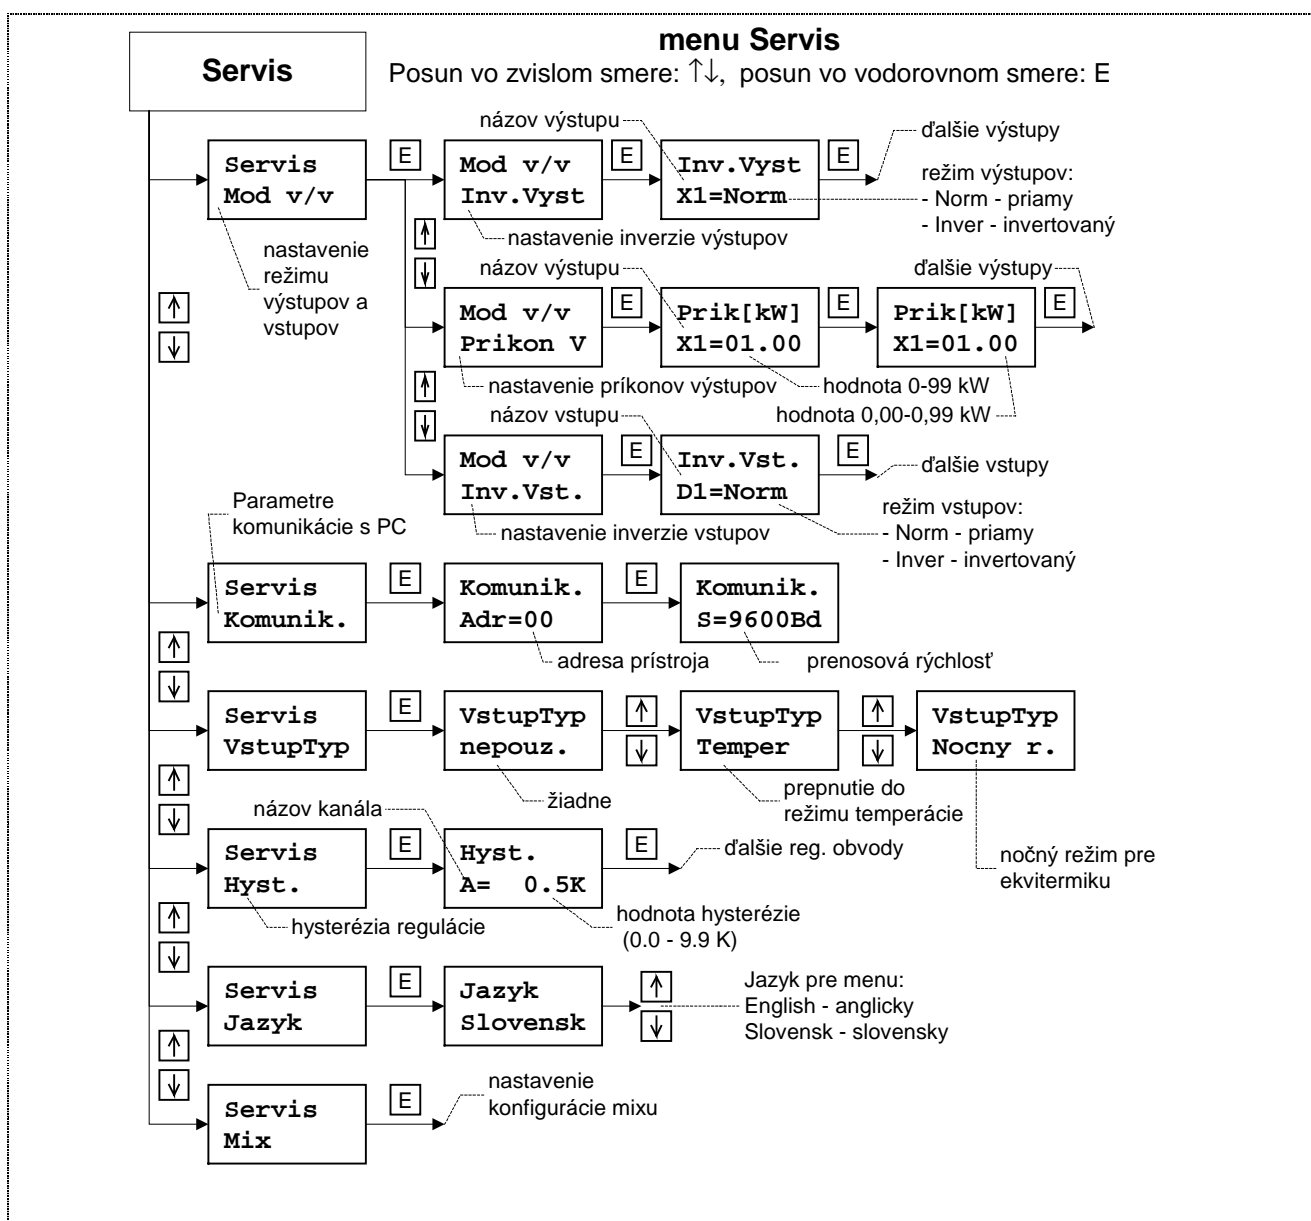 menu Servis
Servis
Posun vo zvislom smere: ↑↓, posun vo vodorovnom smere: E
názov výstupu
ďalšie výstupy
Servis
Mod v/v
E
Mod v/v
Inv.Vyst
E
Inv.Vyst
X1=Norm
E
režim výstupov:
- Norm - priamy
- Inver - invertovaný
nastavenie
režimu
výstupov a
vstupov
↑
↓
nastavenie inverzie výstupov
názov výstupu
ďalšie výstupy
↑
↓
Mod v/v
Prikon V
E
Prik[kW]
X1=01.00
E
Prik[kW]
X1=01.00
E
nastavenie príkonov výstupov
hodnota 0-99 kW
hodnota 0,00-0,99 kW
↑
↓
názov vstupu
Mod v/v
Inv.Vst.
E
Inv.Vst.
D1=Norm
E
ďalšie vstupy
nastavenie inverzie vstupov
režim vstupov:
- Norm - priamy
- Inver - invertovaný
Parametre
komunikácie s PC
Servis
Komunik.
E
Komunik.
Adr=00
E
Komunik.
S=9600Bd
adresa prístroja
prenosová rýchlosť
↑
↓
Servis
VstupTyp
E
VstupTyp
nepouz.
↑
↓
VstupTyp
Temper
↑
↓
VstupTyp
Nocny r.
žiadne
prepnutie do
režimu temperácie
nočný režim pre
ekvitermiku
↑
↓
názov kanála
Servis
Hyst.
E
Hyst.
A= 0.5K
E
ďalšie reg. obvody
hysterézia regulácie
hodnota hysterézie
(0.0 - 9.9 K)
↑
↓
Servis
Jazyk
E
Jazyk
Slovensk
↑
↓
Jazyk pre menu:
English - anglicky
Slovensk - slovensky
↑
↓
Servis
Mix
E
nastavenie
konfigurácie mixu